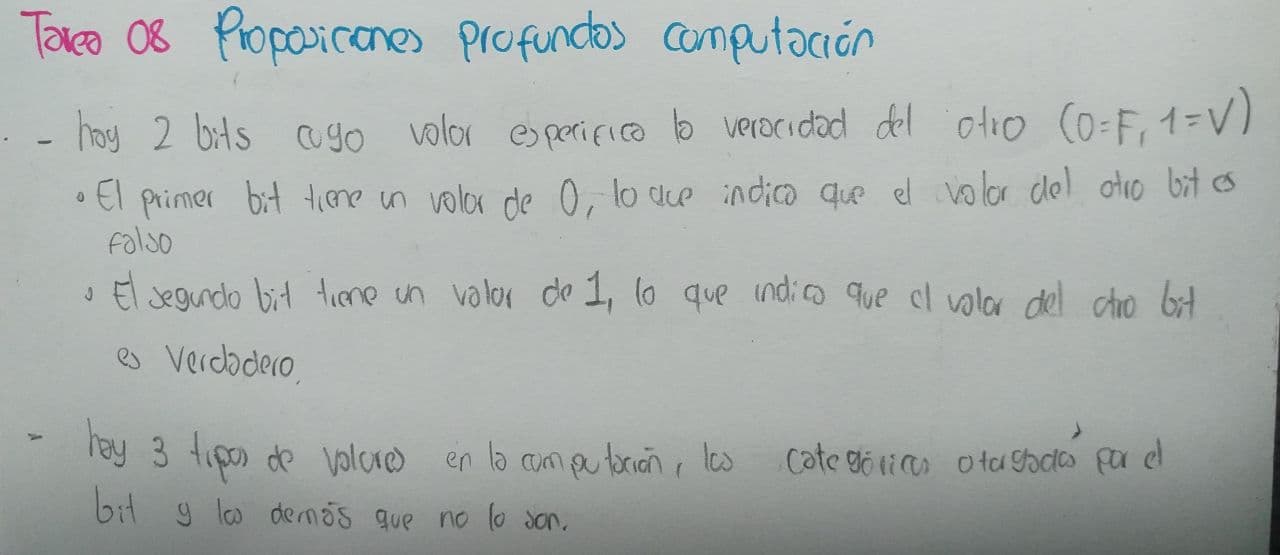 Tarea 08 Proposiciones profundas computación
- hay 2 bits cuyo valor especifica la veracidad del otro (0=F, 1=V)
• El primer bit tiene un valor de 0, lo que indica que el valor del otro bit es
falso
• El segundo bit tiene un valor de 1, lo que indica que el valor del otro bit
es verdadero.
- hay 3 tipos de valores en la computación, los categóricos otorgados por el
bit y los demás que no lo son.